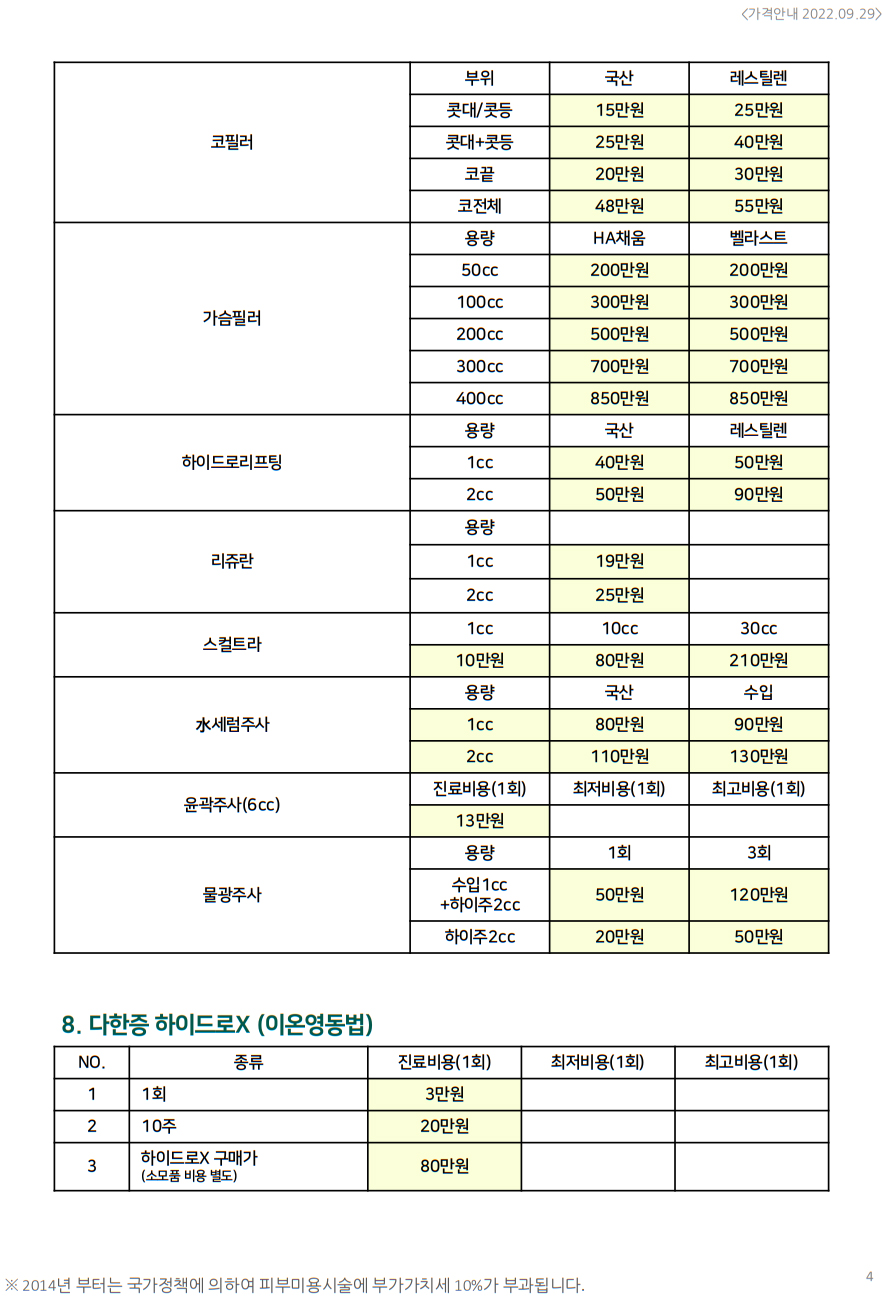 <가격안내 2022.09.29>
코필러
부위 국산 레스틸렌
콧대/콧등 15만원 25만원
콧대+콧등 25만원 40만원
코끝 20만원 30만원
코전체 48만원 55만원
가슴필러
용량 HA채움 벨라스트
50cc 200만원 200만원
100cc 300만원 300만원
200cc 500만원 500만원
300cc 700만원 700만원
400cc 850만원 850만원
하이드로리프팅
용량 국산 레스틸렌
1cc 40만원 50만원
2cc 50만원 90만원
리쥬란
용량
1cc 19만원
2cc 25만원
스컬트라
1cc 10cc 30cc
10만원 80만원 210만원
水세럼주사
용량 국산 수입
1cc 80만원 90만원
2cc 110만원 130만원
윤곽주사(6cc)
진료비용(1회) 최저비용(1회) 최고비용(1회)
13만원
물광주사
용량 1회 3회
수입1cc
+하이주2cc 50만원 120만원
하이주2cc 20만원 50만원
8. 다한증 하이드로X (이온영동법)
NO. 종류 진료비용(1회) 최저비용(1회) 최고비용(1회)
1 1회 3만원
2 10주 20만원
3 하이드로X 구매가 80만원
(소모품 비용 별도)
※ 2014년 부터는 국가정책에 의하여 피부미용시술에 부가가치세 10%가 부과됩니다.
4